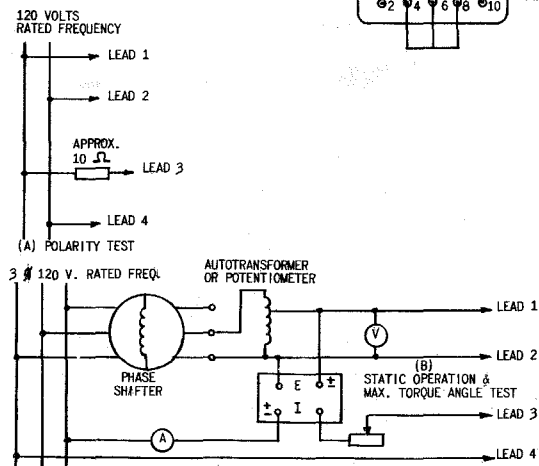 2 4 6 8 10
120 VOLTS
RATED FREQUENCY
LEAD 1
LEAD 2
APPROX.
10 Ω
LEAD 3
LEAD 4
(A) POLARITY TEST
3 Ø 120 V. RATED FREQ.
AUTOTRANSFORMER
OR POTENTIOMETER
LEAD 1
V
PHASE
SHIFTER
LEAD 2
(B)
STATIC OPERATION &
MAX. TORQUE ANGLE TEST
E ±
± I
LEAD 3
A
LEAD 4